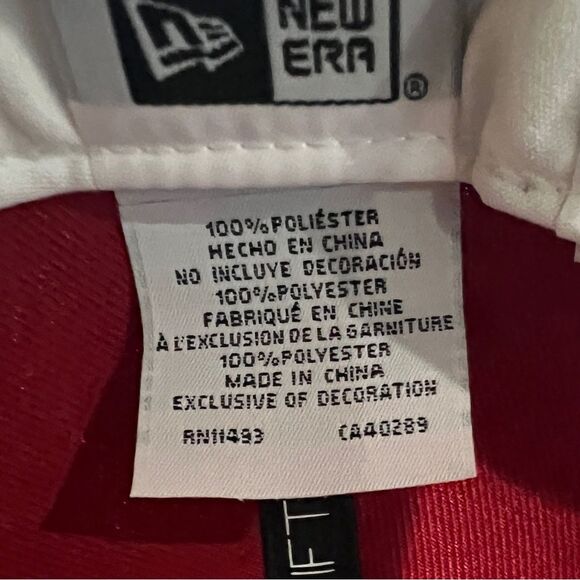 NEW
ERA
®
100%POLIÉSTER
HECHO EN CHINA
NO INCLUYE DECORACIÓN
100%POLYESTER
FABRIQUÉ EN CHINE
À L'EXCLUSION DE LA GARNITURE
100%POLYESTER
MADE IN CHINA
EXCLUSIVE OF DECORATION
RN11493 CA40289